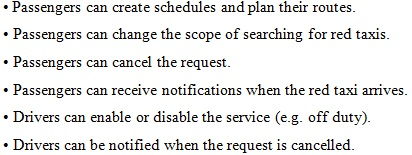 • Passengers can create schedules and plan their routes.
• Passengers can change the scope of searching for red taxis.
• Passengers can cancel the request.
• Passengers can receive notifications when the red taxi arrives.
• Drivers can enable or disable the service (e.g. off duty).
• Drivers can be notified when the request is cancelled.